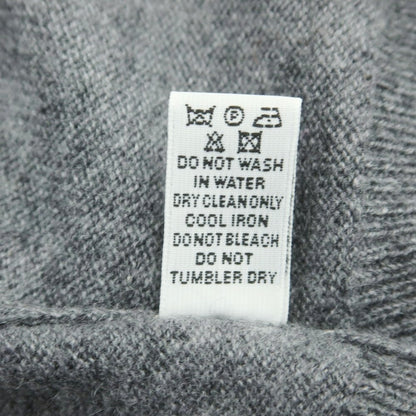 P
DO NOT WASH
IN WATER
DRY CLEAN ONLY
COOL IRON
DO NOT BLEACH
DO NOT
TUMBLER DRY